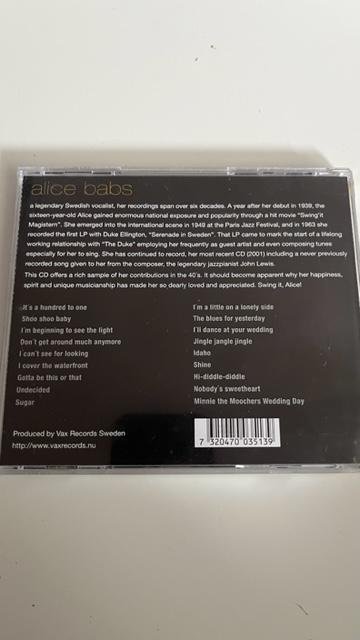 alice babs
a legendary Swedish vocalist, her recordings span over six decades. A year after her debut in 1939, the
sixteen-year-old Alice gained enormous national exposure and popularity through a hit movie "Swing'it
Magistern". She emerged into the international scene in 1949 at the Paris Jazz Festival, and in 1963 she
recorded the first LP with Duke Ellington, "Serenade in Sweden". That LP came to mark the start of a lifelong
working relationship with "The Duke" employing her frequently as guest artist and even composing tunes
especially for her to sing. She has continued to record, her most recent CD (2001) including a never previously
recorded song given to her from the composer, the legendary jazzpianist John Lewis.
This CD offers a rich sample of her contributions in the 40's. It should become apparent why her happiness,
spirit and unique musicianship has made her so dearly loved and appreciated. Swing it, Alice!
It's a hundred to one
Shoo shoo baby
I'm beginning to see the light
Don't get around much anymore
I can't see for looking
I cover the waterfront
Gotta be this or that
Undecided
Sugar
I'm a little on a lonely side
The blues for yesterday
I'll dance at your wedding
Jingle jangle jingle
Idaho
Shine
Hi-diddle-diddle
Nobody's sweetheart
Minnie the Moochers Wedding Day
Produced by Vax Records Sweden
http://www.vaxrecords.nu
7 320470 035139